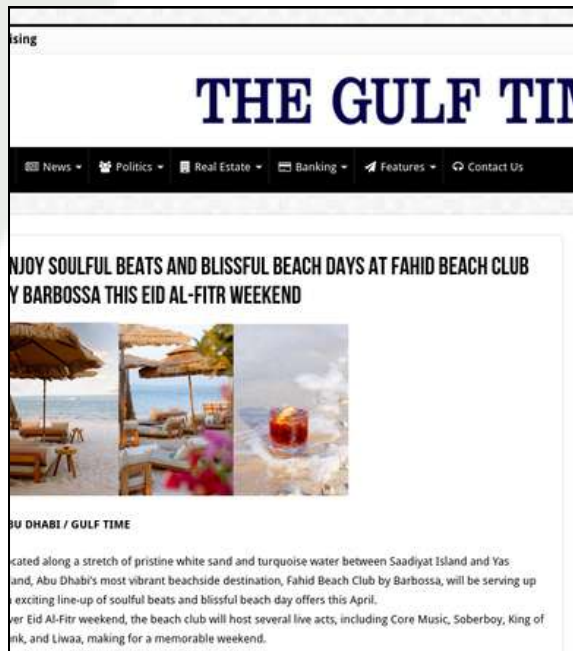 ising
THE GULF TIM
News Politics Real Estate Banking Features Contact Us
NJOY SOULFUL BEATS AND BLISSFUL BEACH DAYS AT FAHID BEACH CLUB
Y BARBOSSA THIS EID AL-FITR WEEKEND
BU DHABI / GULF TIME
cated along a stretch of pristine white sand and turquoise water between Saadiyat Island and Yas
and, Abu Dhabi's most vibrant beachside destination, Fahid Beach Club by Barbossa, will be serving up
exciting line-up of soulful beats and blissful beach day offers this April.
ver Eid Al-Fitr weekend, the beach club will host several live acts, including Core Music, Soberboy, King of
nk, and Liwaa, making for a memorable weekend.